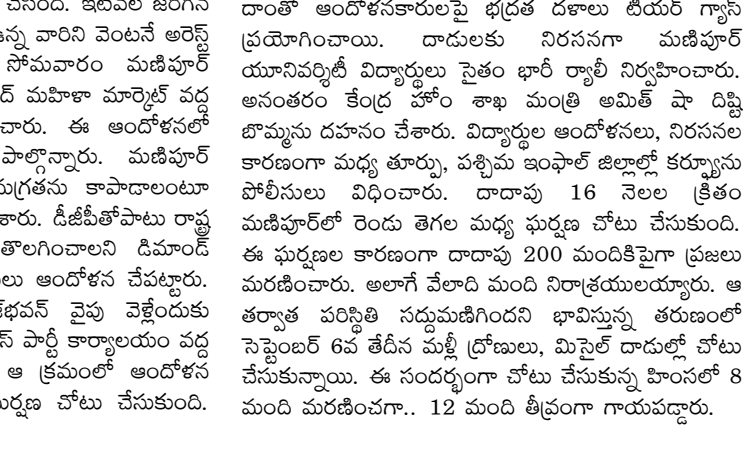 చేసింది. ఇటీవల జరిగిన
ఉన్న వారిని వెంటనే అరెస్ట్
సోమవారం మణిపూర్
మహిళా మార్కెట్ వద్ద
చారు. ఈ ఆందోళనలో
పాల్గొన్నారు. మణిపూర్
కాపాడాలంటూ
శారు. డీజీపీతోపాటు రాష్ట్ర
తొలగించాలని డిమాండ్
లు ఆందోళన చేపట్టారు.
భవన్ వైపు వెళ్లేందుకు
స్ పార్టీ కార్యాలయం వద్ద
ఆ క్రమంలో ఆందోళన
ఘర్షణ చోటు చేసుకుంది.
దాంతో ఆందోళనకారులపై భద్రత దళాలు టియర్ గ్యాస్
ప్రయోగించాయి. దాడులకు నిరసనగా మణిపూర్
యూనివర్శిటీ విద్యార్థులు సైతం భారీ ర్యాలీ నిర్వహించారు.
అనంతరం కేంద్ర హోం శాఖ మంత్రి అమిత్ షా దిష్టి
బొమ్మను దహనం చేశారు. విద్యార్థుల ఆందోళనలు, నిరసనల
కారణంగా మధ్య తూర్పు, పశ్చిమ ఇంఫాల్ జిల్లాల్లో కర్ఫ్యూను
పోలీసులు విధించారు. దాదాపు 16 నెలల క్రితం
మణిపూర్‌లో రెండు తెగల మధ్య ఘర్షణ చోటు చేసుకుంది.
ఈ ఘర్షణల కారణంగా దాదాపు 200 మందికిపైగా ప్రజలు
మరణించారు. అలాగే వేలాది మంది నిరాశ్రయులయ్యారు. ఆ
తర్వాత పరిస్థితి సద్దుమణిగిందని భావిస్తున్న తరుణంలో
సెప్టెంబర్ 6వ తేదీన మళ్లీ ద్రోణులు, మిసైల్ దాడుల్లో చోటు
చేసుకున్నాయి. ఈ సందర్భంగా చోటు చేసుకున్న హింసలో 8
మంది మరణించగా.. 12 మంది తీవ్రంగా గాయపడ్డారు.